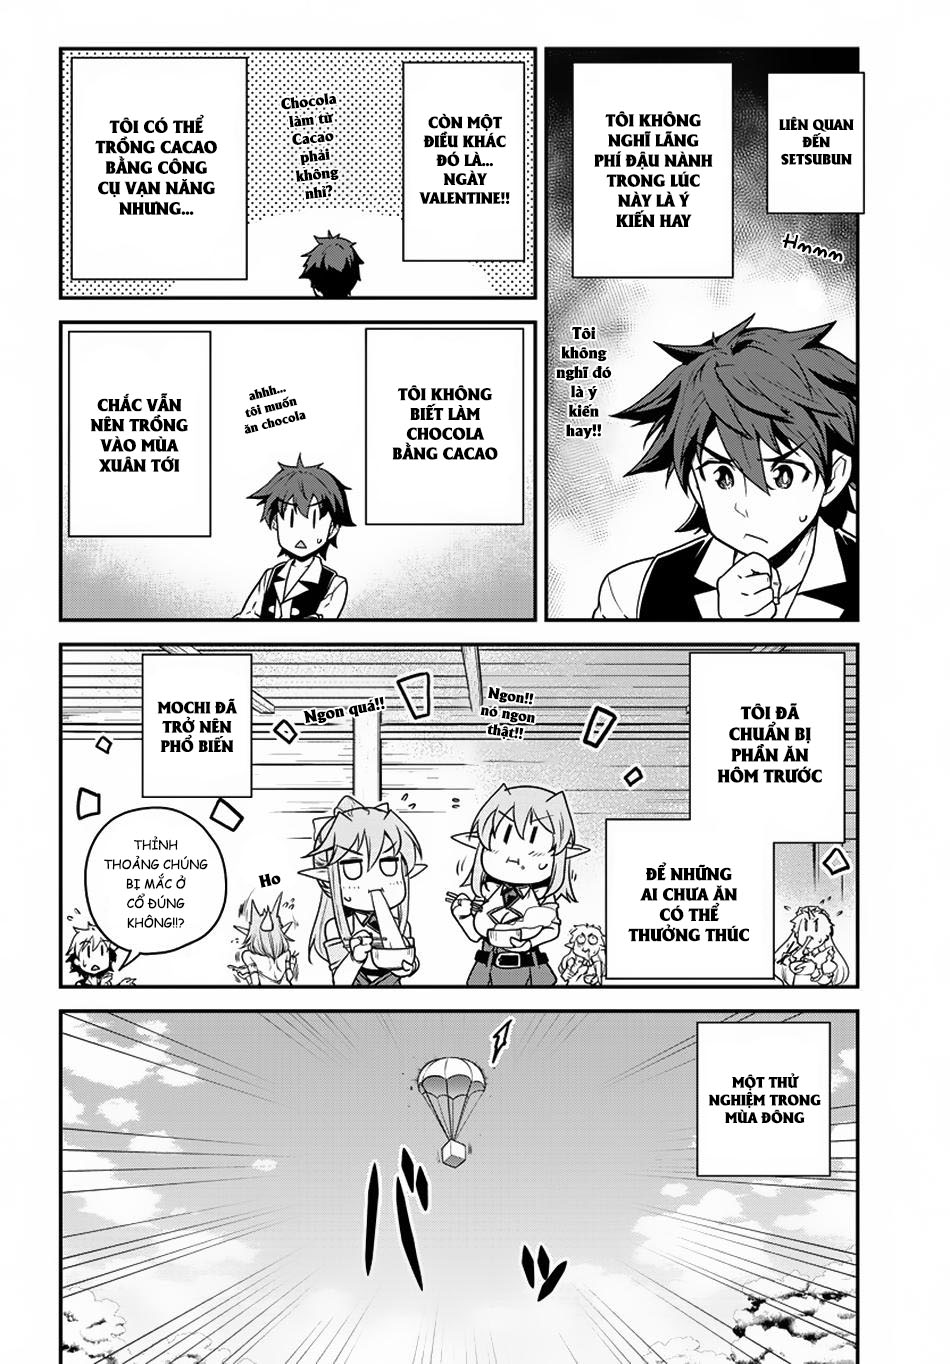 LIÊN QUAN
ĐẾN
SETSUBUN
TÔI KHÔNG
NGHĨ LÃNG
PHÍ ĐẬU NÀNH
TRONG LÚC
NÀY LÀ Ý
KIẾN HAY
Hmmm
Tôi
không
nghĩ đó
là ý
kiến
hay!!
CÒN MỘT
ĐIỀU KHÁC
ĐÓ LÀ...
NGÀY
VALENTINE!!
Chocola
làm từ
Cacao
phải
không
nhỉ?
TÔI CÓ THỂ
TRỒNG CACAO
BẰNG CÔNG
CỤ VẠN NĂNG
NHƯNG...
TÔI KHÔNG
BIẾT LÀM
CHOCOLA
BẰNG CACAO
ahhh...
tôi muốn
ăn chocola
CHẮC VẪN
NÊN TRỒNG
VÀO MÙA
XUÂN TỚI
TÔI ĐÃ
CHUẨN BỊ
PHẦN ĂN
HÔM TRƯỚC
ĐỂ NHỮNG
AI CHƯA ĂN
CÓ THỂ
THƯỞNG THÚC
Ngon!!
nó ngon
thật!!
Ngon quá!!
MOCHI ĐÃ
TRỞ NÊN
PHỔ BIẾN
Ho
THỈNH
THOẢNG CHÚNG
BỊ MẮC Ở
CỔ ĐÚNG
KHÔNG!!?
MỘT THỬ
NGHIỆM TRONG
MÙA ĐÔNG
バッ